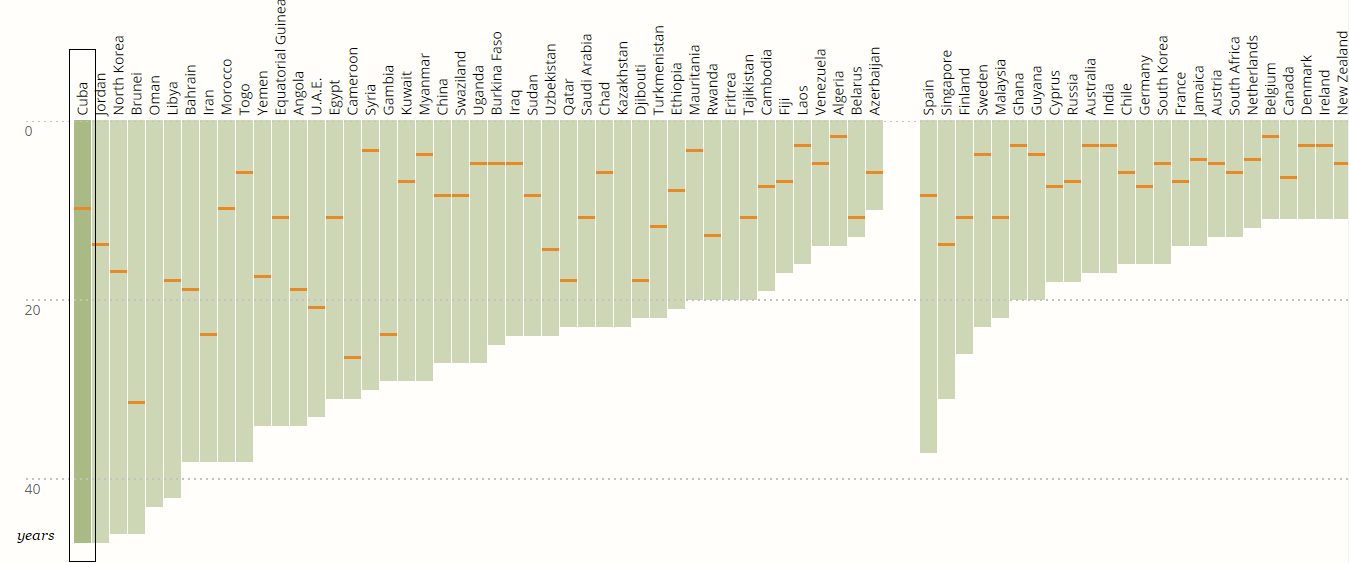 Cuba
Jordan
North Korea
Brunei
Oman
Libya
Bahrain
Iran
Morocco
Togo
Yemen
Equatorial Guinea
Angola
U.A.E.
Egypt
Cameroon
Syria
Gambia
Kuwait
Myanmar
China
Swaziland
Uganda
Burkina Faso
Iraq
Sudan
Uzbekistan
Qatar
Saudi Arabia
Chad
Kazakhstan
Djibouti
Turkmenistan
Ethiopia
Mauritania
Rwanda
Eritrea
Tajikistan
Cambodia
Fiji
Laos
Venezuela
Algeria
Belarus
Azerbaijan
Spain
Singapore
Finland
Sweden
Malaysia
Ghana
Guyana
Cyprus
Russia
Australia
India
Chile
Germany
South Korea
France
Jamaica
Austria
South Africa
Netherlands
Belgium
Canada
Denmark
Ireland
New Zealand
0
20
40
years